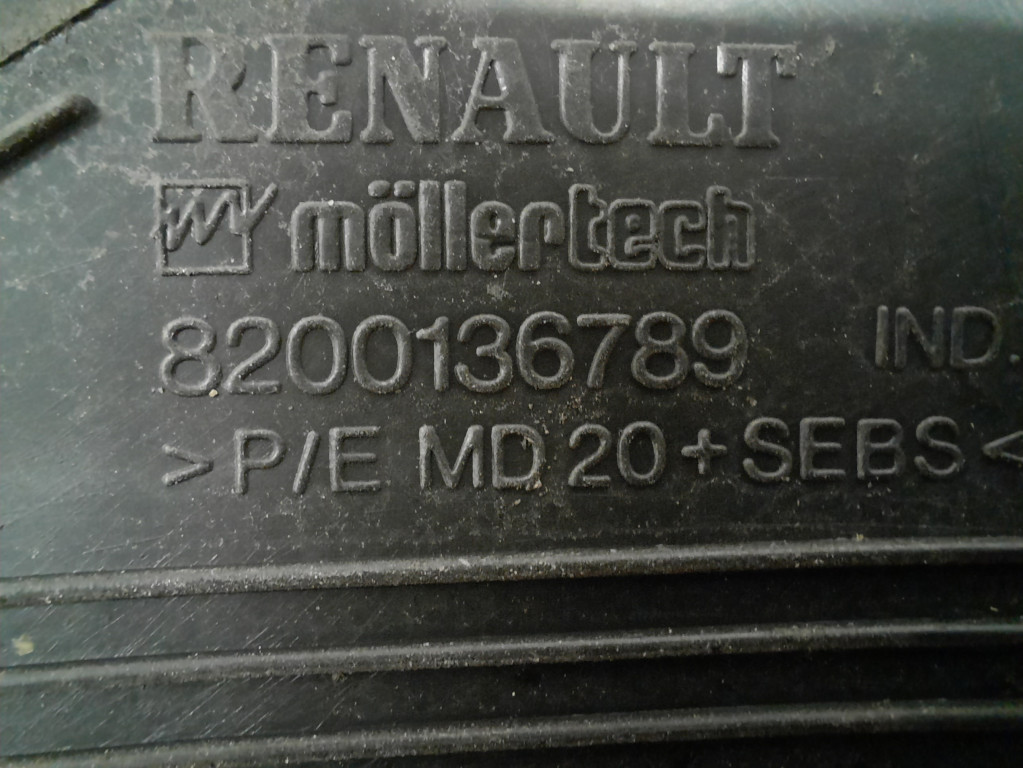 RENAULT
möllertech
8200136789 IND.
>P/E MD 20+SEBS<